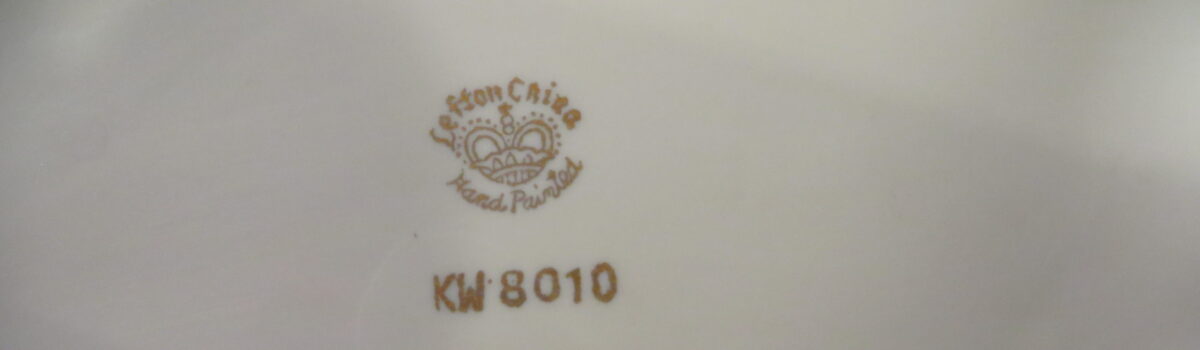 Lefton China
Hand Painted
KW 8010